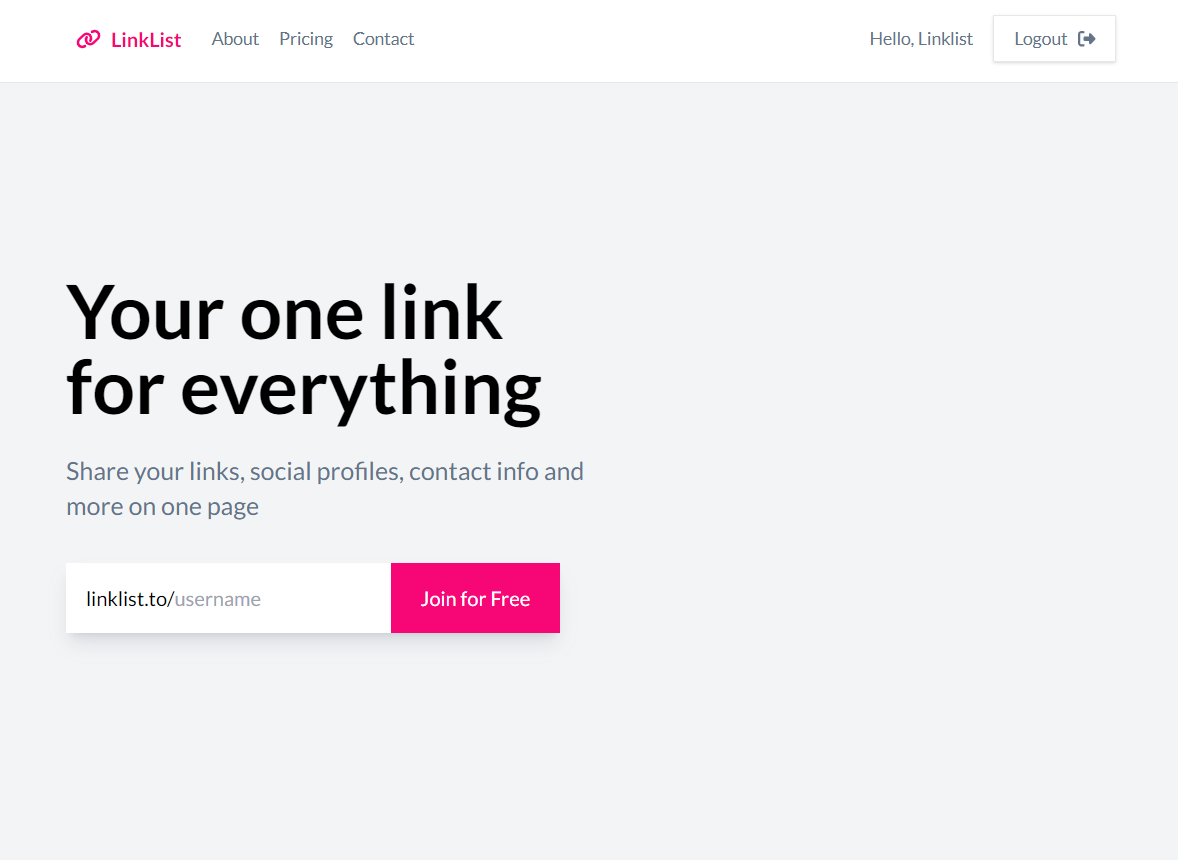 LinkList About Pricing Contact Hello, Linklist Logout
Your one link
for everything
Share your links, social profiles, contact info and
more on one page
linklist.to/username Join for Free